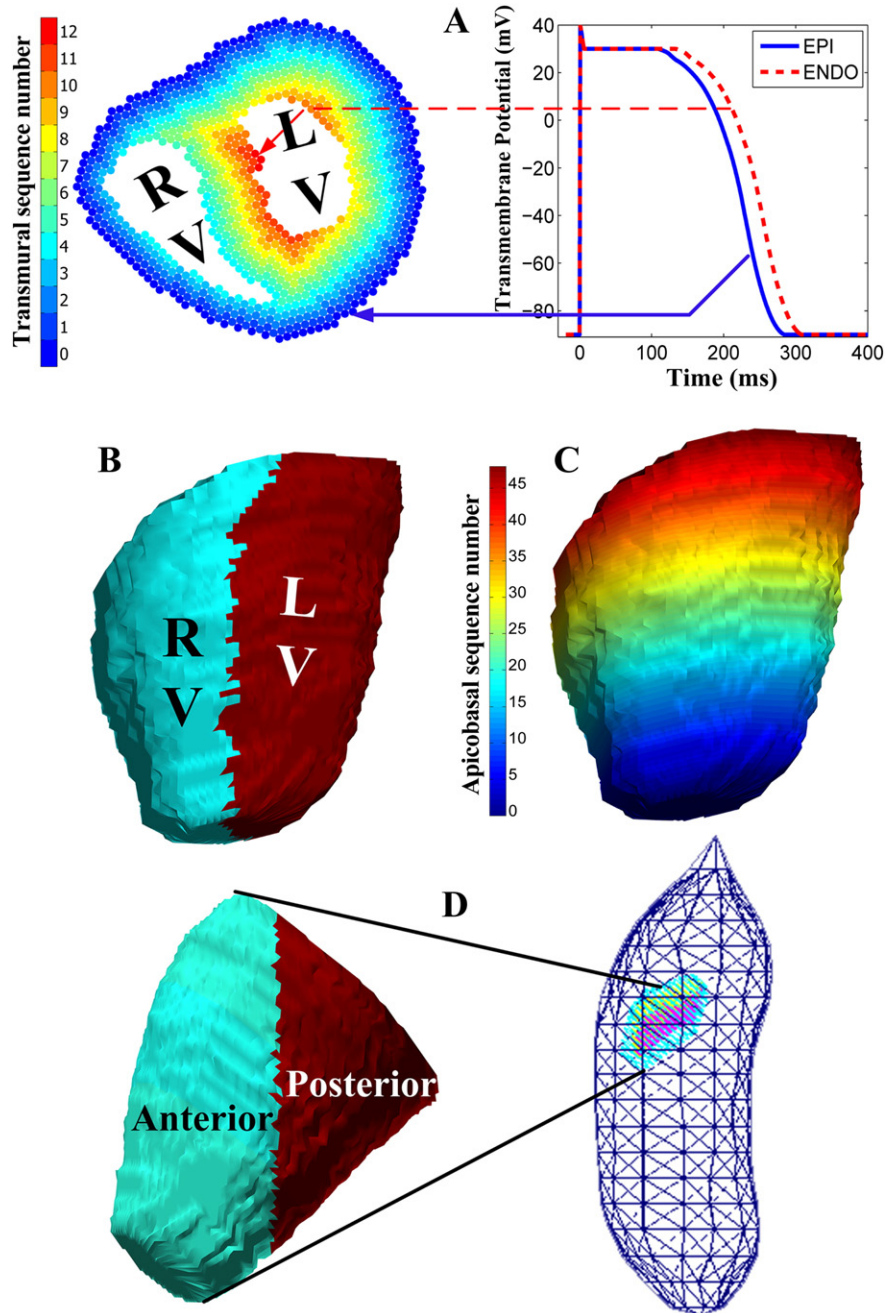 A
Transmural sequence number
12
11
10
9
8
7
6
5
4
3
2
1
0
R
V
L
V
Transmembrane Potential (mV)
40
20
0
−20
−40
−60
−80
EPI
ENDO
0 100 200 300 400
Time (ms)
B
R
V
L
V
C
Apicobasal sequence number
45
40
35
30
25
20
15
10
5
0
D
Anterior
Posterior